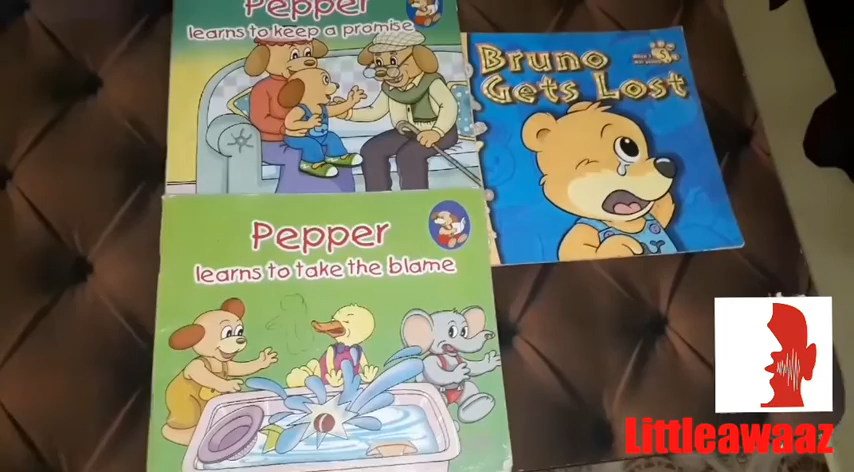 Pepper
learns to keep a promise
Bruno
Gets Lost
Pepper
learns to take the blame
Littleawaaz